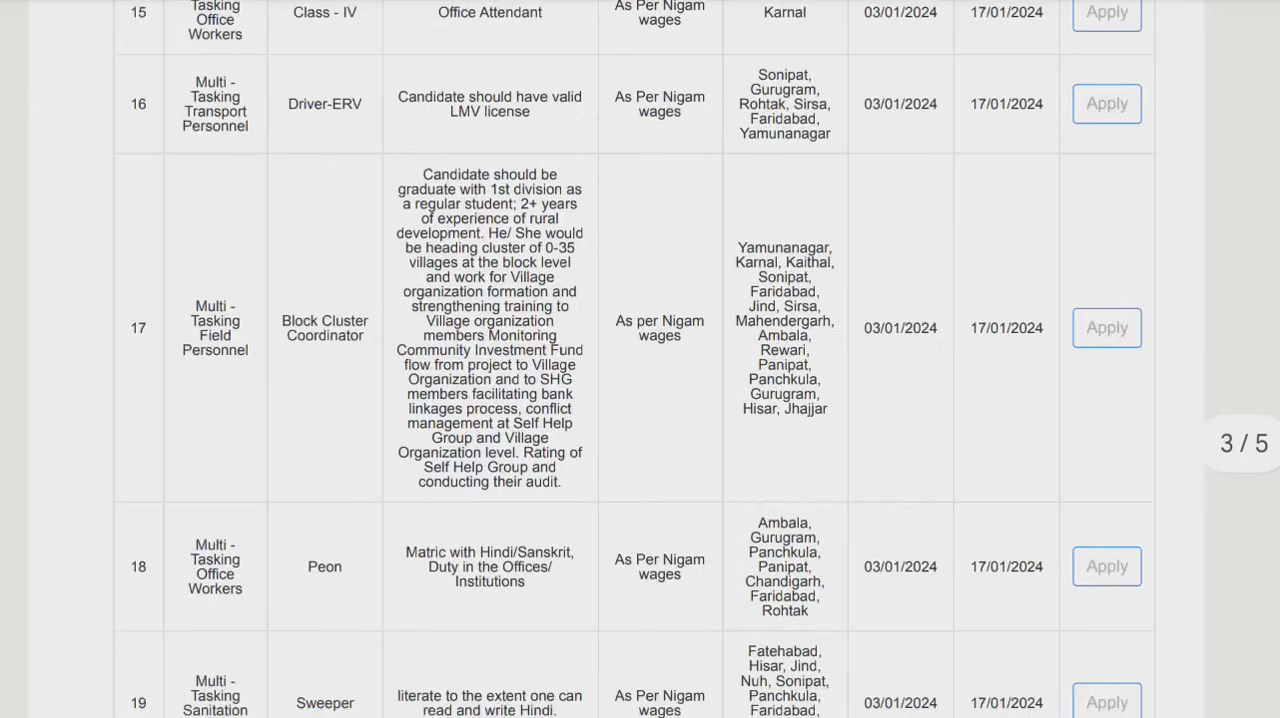 15
Tasking
Office
Workers
Class - IV
Office Attendant
As Per Nigam
wages
Karnal
03/01/2024
17/01/2024
Apply
16
Multi -
Tasking
Transport
Personnel
Driver-ERV
Candidate should have valid
LMV license
As Per Nigam
wages
Sonipat,
Gurugram,
Rohtak, Sirsa,
Faridabad,
Yamunanagar
03/01/2024
17/01/2024
Apply
17
Multi -
Tasking
Field
Personnel
Block Cluster
Coordinator
Candidate should be
graduate with 1st division as
a regular student; 2+ years
of experience of rural
development. He/ She would
be heading cluster of 0-35
villages at the block level
and work for Village
organization formation and
strengthening training to
Village organization
members Monitoring
Community Investment Fund
flow from project to Village
Organization and to SHG
members facilitating bank
linkages process, conflict
management at Self Help
Group and Village
Organization level. Rating of
Self Help Group and
conducting their audit.
As per Nigam
wages
Yamunanagar,
Karnal, Kaithal,
Sonipat,
Faridabad,
Jind, Sirsa,
Mahendergarh,
Ambala,
Rewari,
Panipat,
Panchkula,
Gurugram,
Hisar, Jhajjar
03/01/2024
17/01/2024
Apply
3 / 5
18
Multi -
Tasking
Office
Workers
Peon
Matric with Hindi/Sanskrit,
Duty in the Offices/
Institutions
As Per Nigam
wages
Ambala,
Gurugram,
Panchkula,
Panipat,
Chandigarh,
Faridabad,
Rohtak
03/01/2024
17/01/2024
Apply
19
Multi -
Tasking
Sanitation
Sweeper
literate to the extent one can
read and write Hindi.
As Per Nigam
wages
Fatehabad,
Hisar, Jind,
Nuh, Sonipat,
Panchkula,
Faridabad,
03/01/2024
17/01/2024
Apply